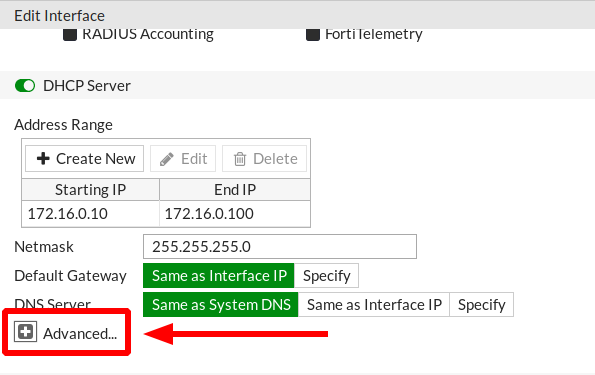 Edit Interface
RADIUS Accounting FortiTelemetry
DHCP Server
Address Range
Create New Edit Delete
Starting IP End IP
172.16.0.10 172.16.0.100
Netmask 255.255.255.0
Default Gateway Same as Interface IP Specify
DNS Server Same as System DNS Same as Interface IP Specify
Advanced...